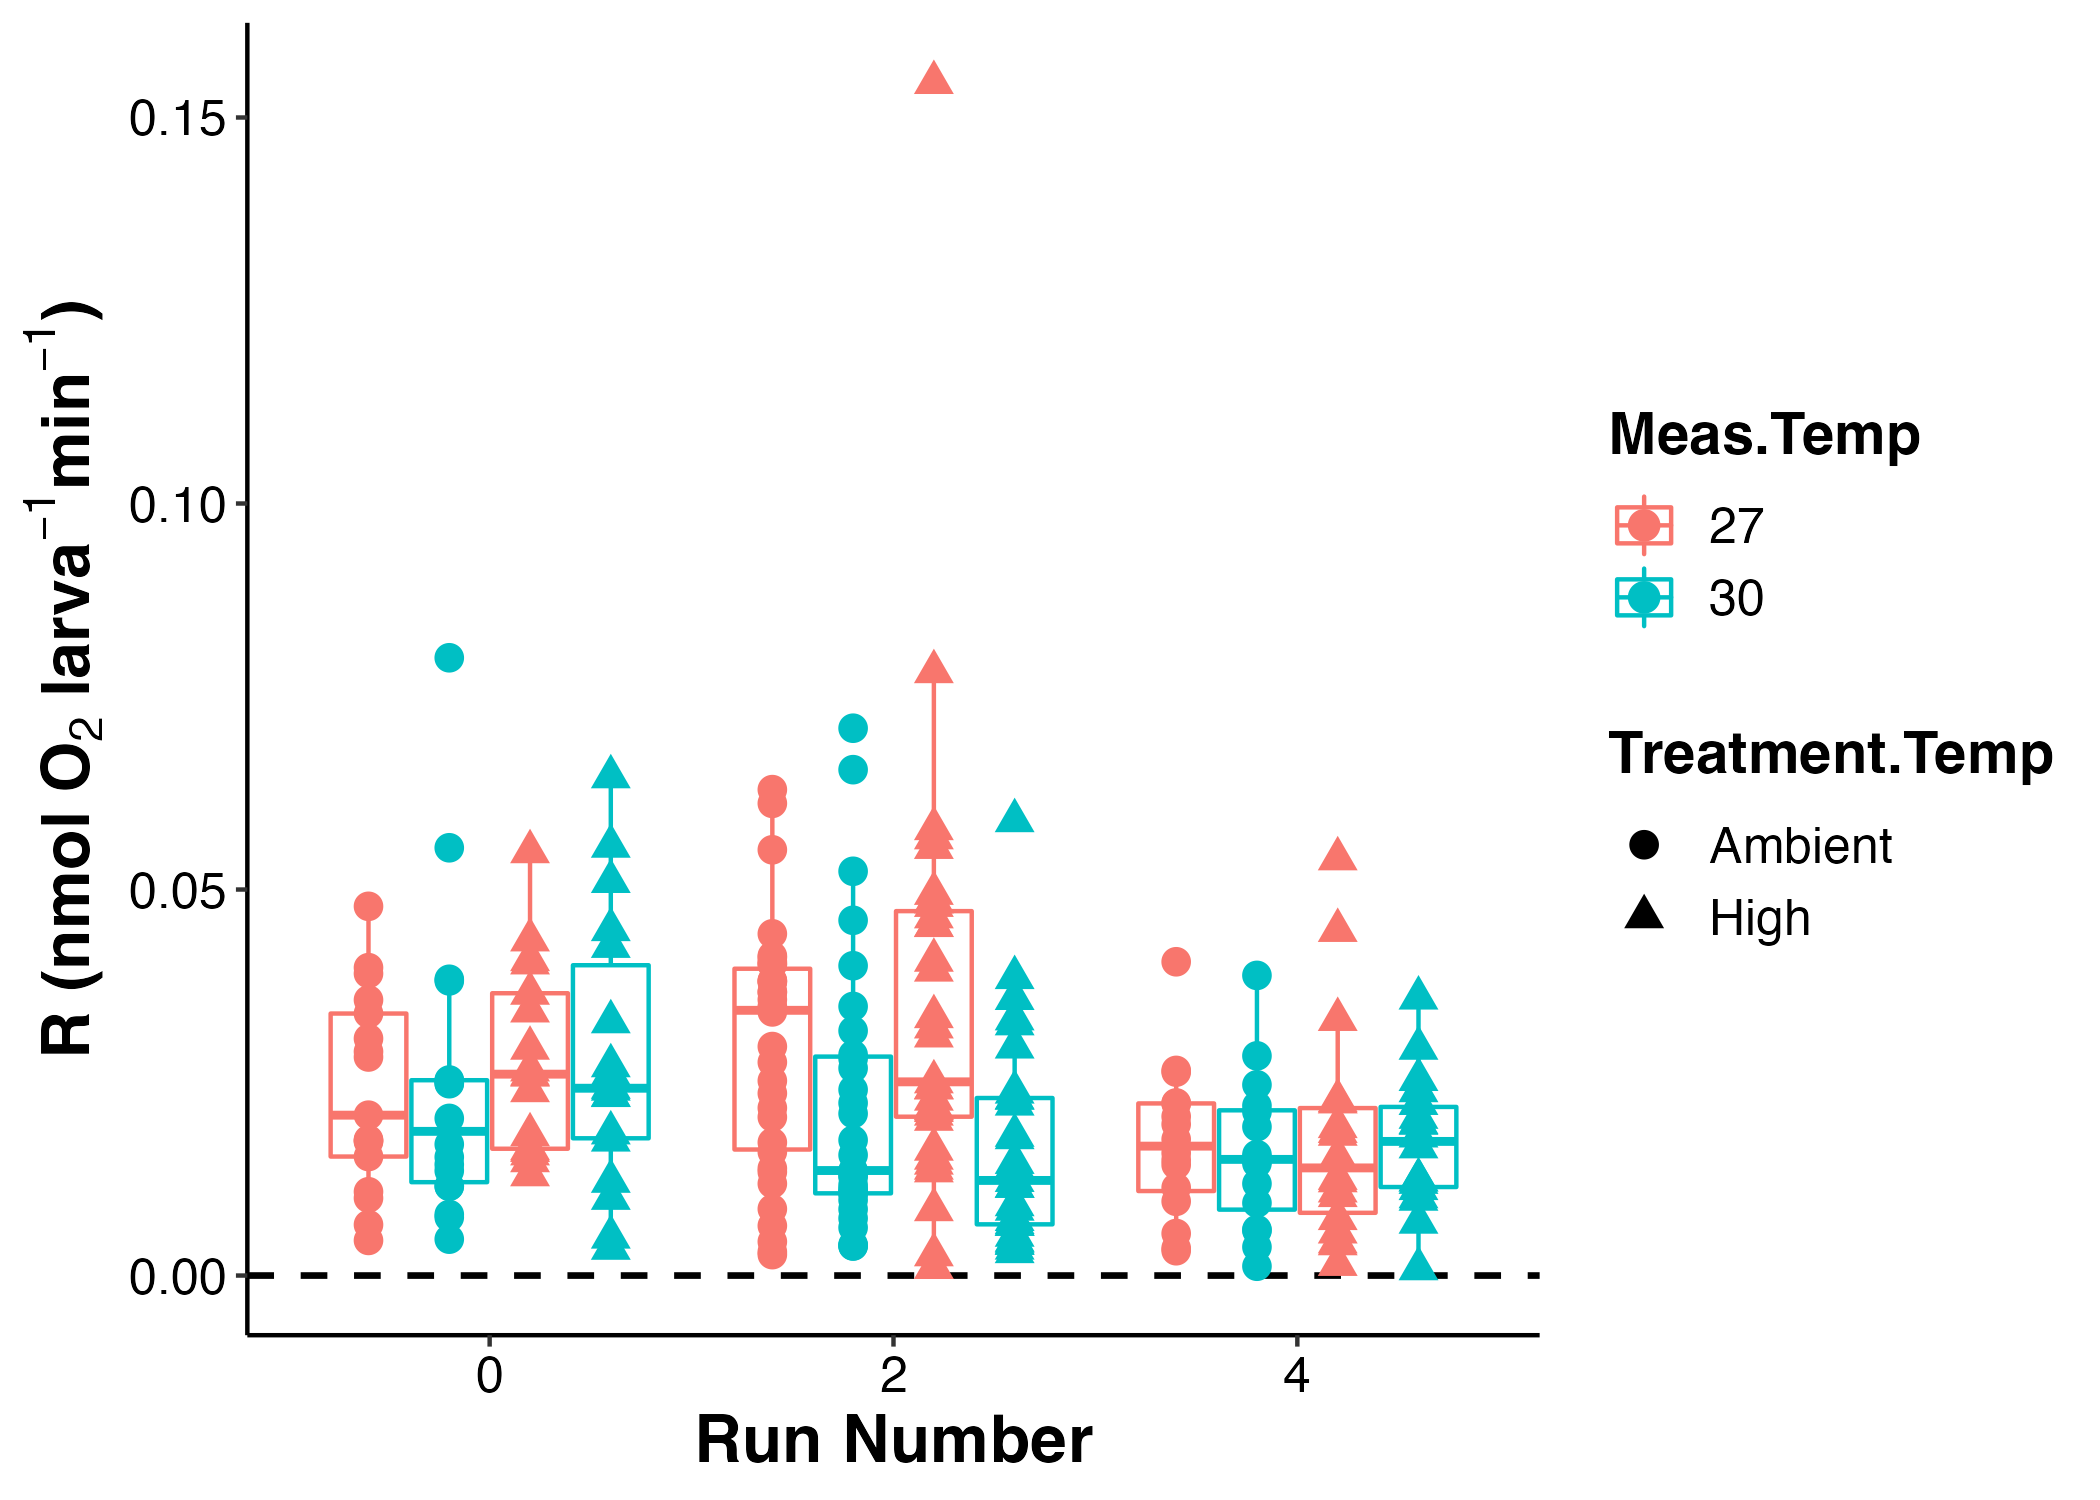 R (nmol O₂ larva⁻¹min⁻¹)
0.15
0.10
0.05
0.00
0 2 4
Run Number
Meas.Temp
27
30
Treatment.Temp
Ambient
High